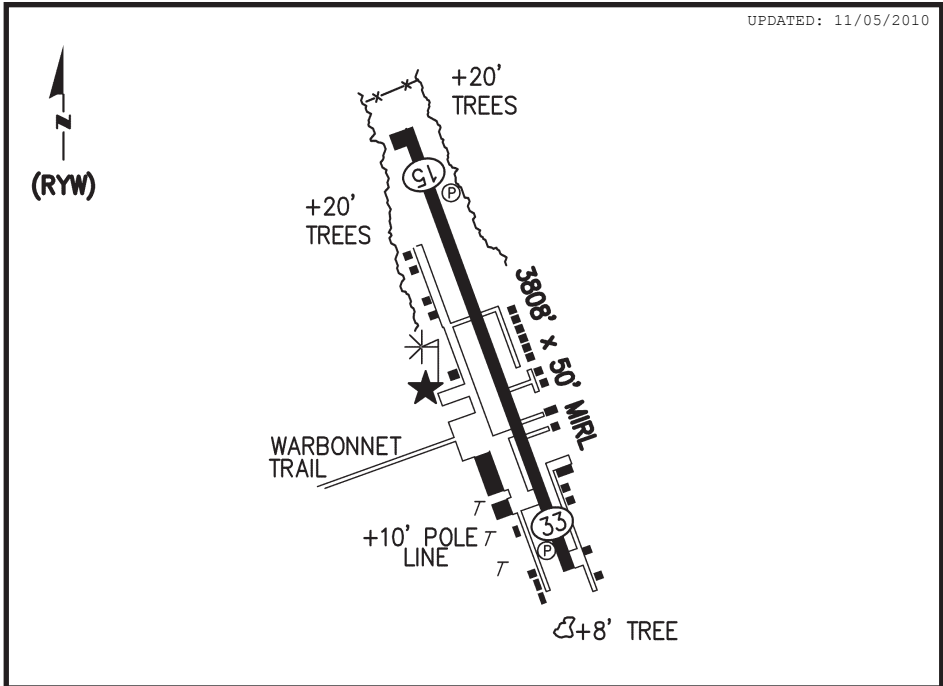 UPDATED: 11/05/2010
N
(RYW)
+20'
TREES
15
P
+20'
TREES
3808' x 50' MIRL
WARBONNET
TRAIL
+10' POLE
LINE
T
T
T
33
P
+8' TREE